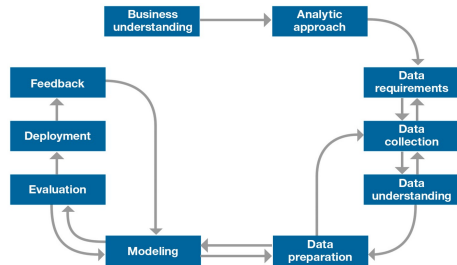 Business
understanding
Analytic
approach
Feedback
Data
requirements
Deployment
Data
collection
Evaluation
Data
understanding
Modeling
Data
preparation